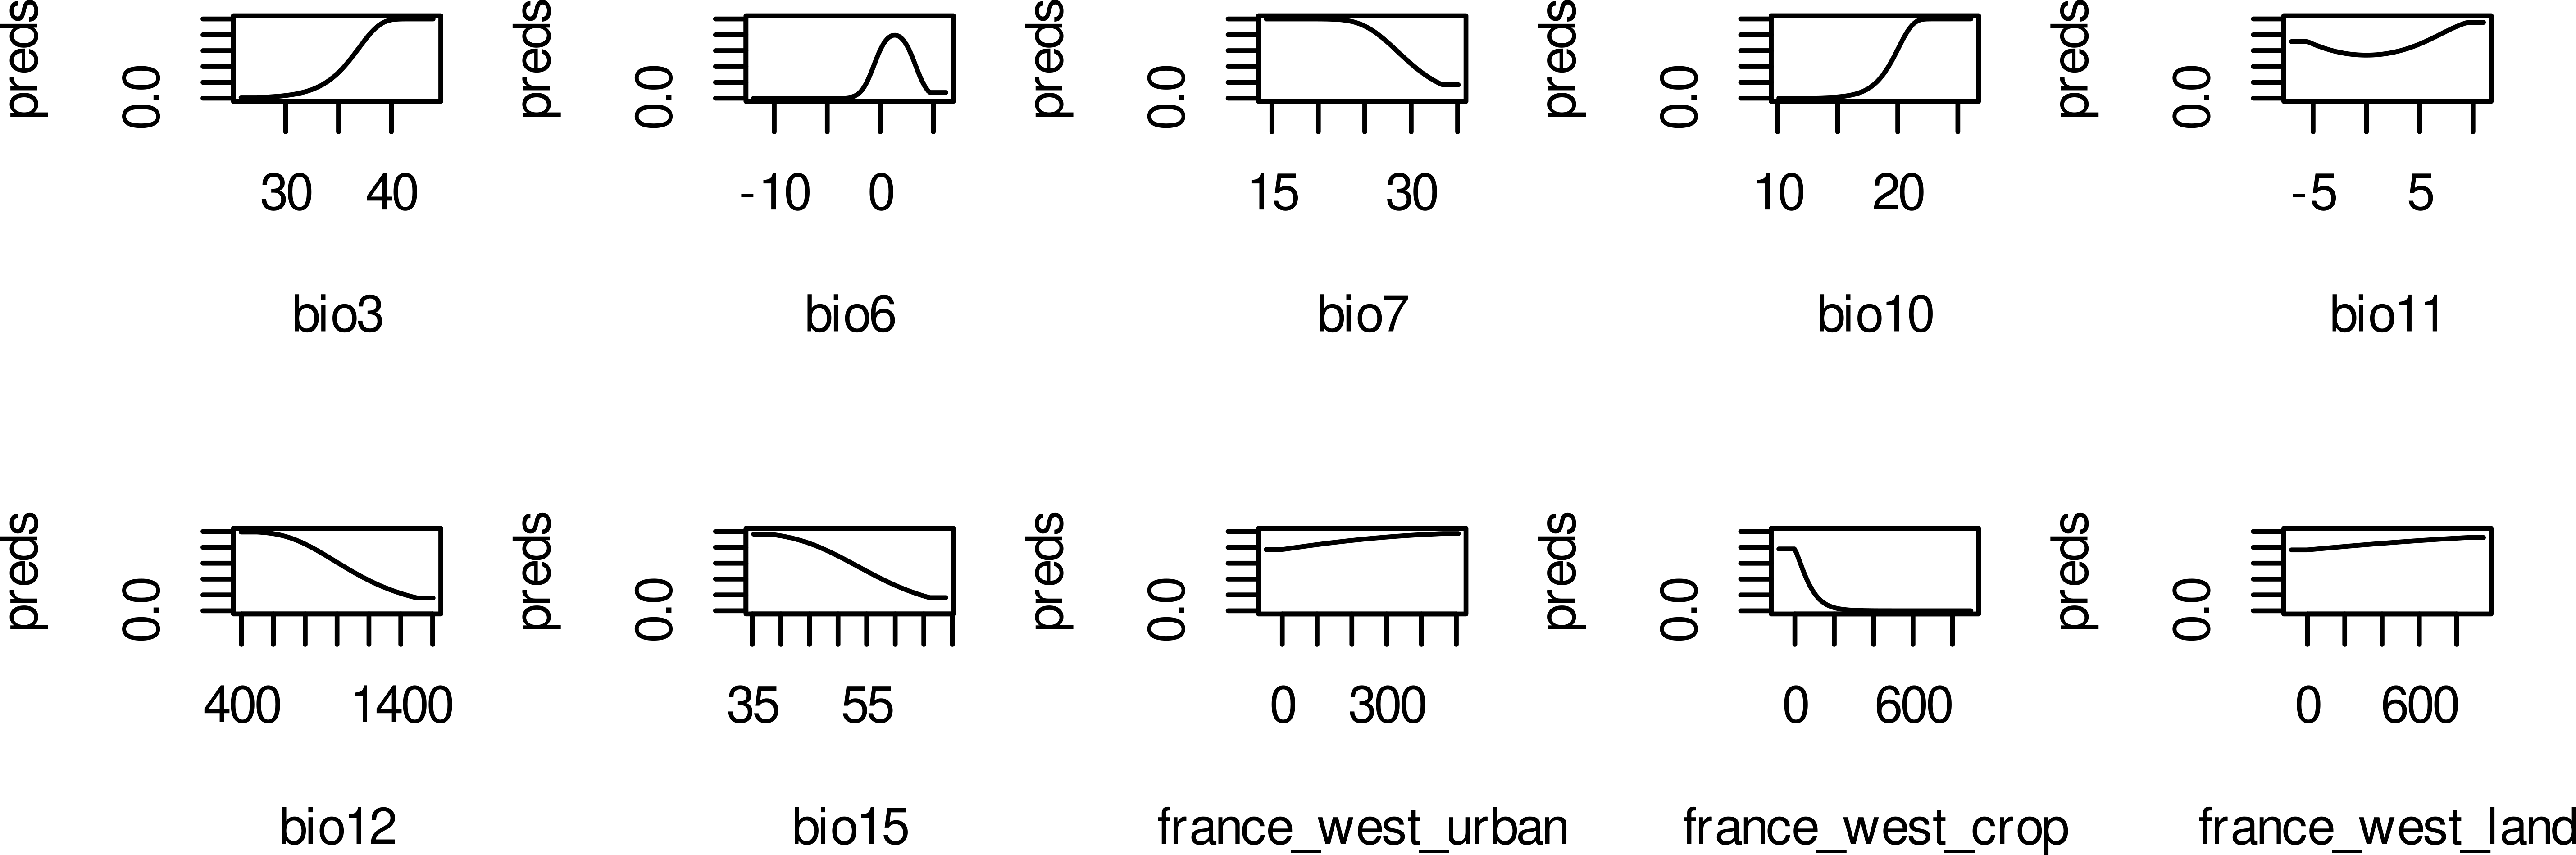 preds 0.0 preds 0.0 preds 0.0 preds 0.0 preds 0.0
30 40 -10 0 15 30 10 20 -5 5
bio3 bio6 bio7 bio10 bio11
preds 0.0 preds 0.0 preds 0.0 preds 0.0 preds 0.0
400 1400 35 55 0 300 0 600 0 600
bio12 bio15 france_west_urban france_west_crop france_west_land